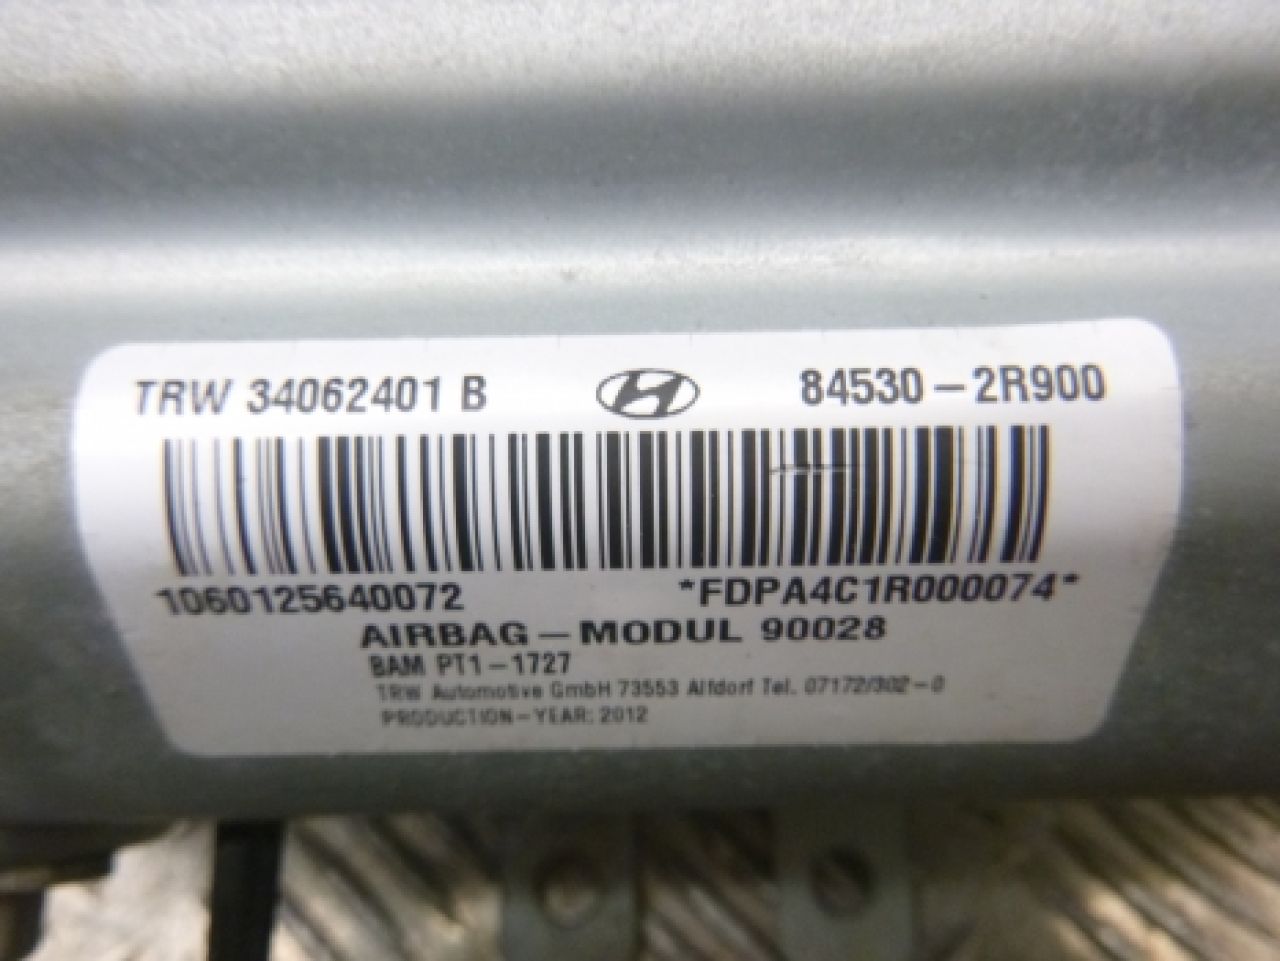 TRW 34062401 B 84530-2R900
1060125640072 *FDPA4C1R000074*
AIRBAG-MODUL 90028
BAM PT1-1727
TRW Automotive GmbH 73553 Alfdorf Tel. 07172/302-0
PRODUCTION-YEAR: 2012